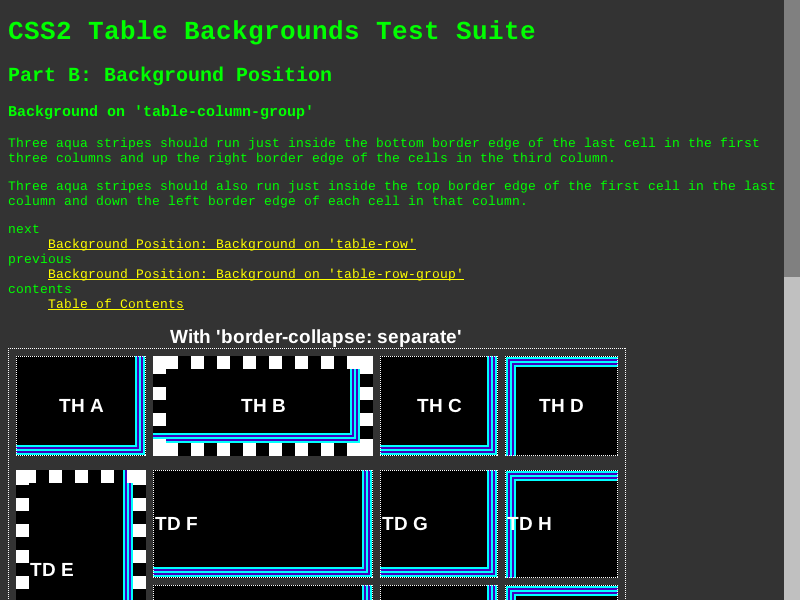 CSS2 Table Backgrounds Test Suite
Part B: Background Position
Background on 'table-column-group'
Three aqua stripes should run just inside the bottom border edge of the last cell in the first
three columns and up the right border edge of the cells in the third column.
Three aqua stripes should also run just inside the top border edge of the first cell in the last
column and down the left border edge of each cell in that column.
next
Background Position: Background on 'table-row'
previous
Background Position: Background on 'table-row-group'
contents
Table of Contents
With 'border-collapse: separate'
TH A TH B TH C TH D
TD F TD G TD H
TD E